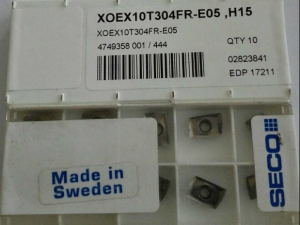 XOEX10T304FR-E05 ,H15
XOEX10T304FR-E05
4749358 001 / 444
QTY 10
02823841
EDP 17211
Made in
Sweden
SECO